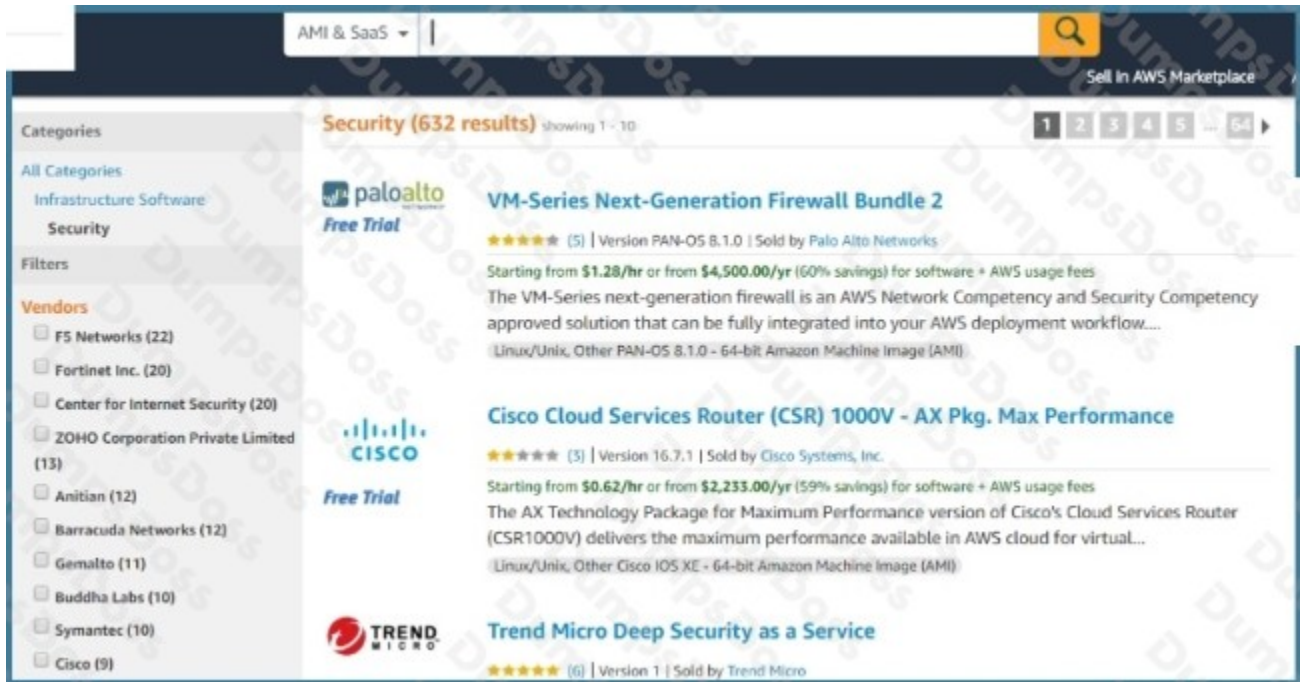 AMI & SaaS
Sell in AWS Marketplace
Categories
All Categories
Infrastructure Software
Security
Filters
Vendors
F5 Networks (22)
Fortinet Inc. (20)
Center for Internet Security (20)
ZOHO Corporation Private Limited
(13)
Anitian (12)
Barracuda Networks (12)
Gemalto (11)
Buddha Labs (10)
Symantec (10)
Cisco (9)
Security (632 results) showing 1 - 10
1 2 3 4 5 ... 64
paloalto
Free Trial
VM-Series Next-Generation Firewall Bundle 2
(5) | Version PAN-OS 8.1.0 | Sold by Palo Alto Networks
Starting from $1.28/hr or from $4,500.00/yr (60% savings) for software + AWS usage fees
The VM-Series next-generation firewall is an AWS Network Competency and Security Competency
approved solution that can be fully integrated into your AWS deployment workflow....
Linux/Unix, Other PAN-OS 8.1.0 - 64-bit Amazon Machine Image (AMI)
CISCO
Free Trial
Cisco Cloud Services Router (CSR) 1000V - AX Pkg. Max Performance
(3) | Version 16.7.1 | Sold by Cisco Systems, Inc.
Starting from $0.62/hr or from $2,233.00/yr (59% savings) for software + AWS usage fees
The AX Technology Package for Maximum Performance version of Cisco's Cloud Services Router
(CSR1000V) delivers the maximum performance available in AWS cloud for virtual...
Linux/Unix, Other Cisco IOS XE - 64-bit Amazon Machine Image (AMI)
TREND
MICRO
Trend Micro Deep Security as a Service
(6) | Version 1 | Sold by Trend Micro
DumpsDoss